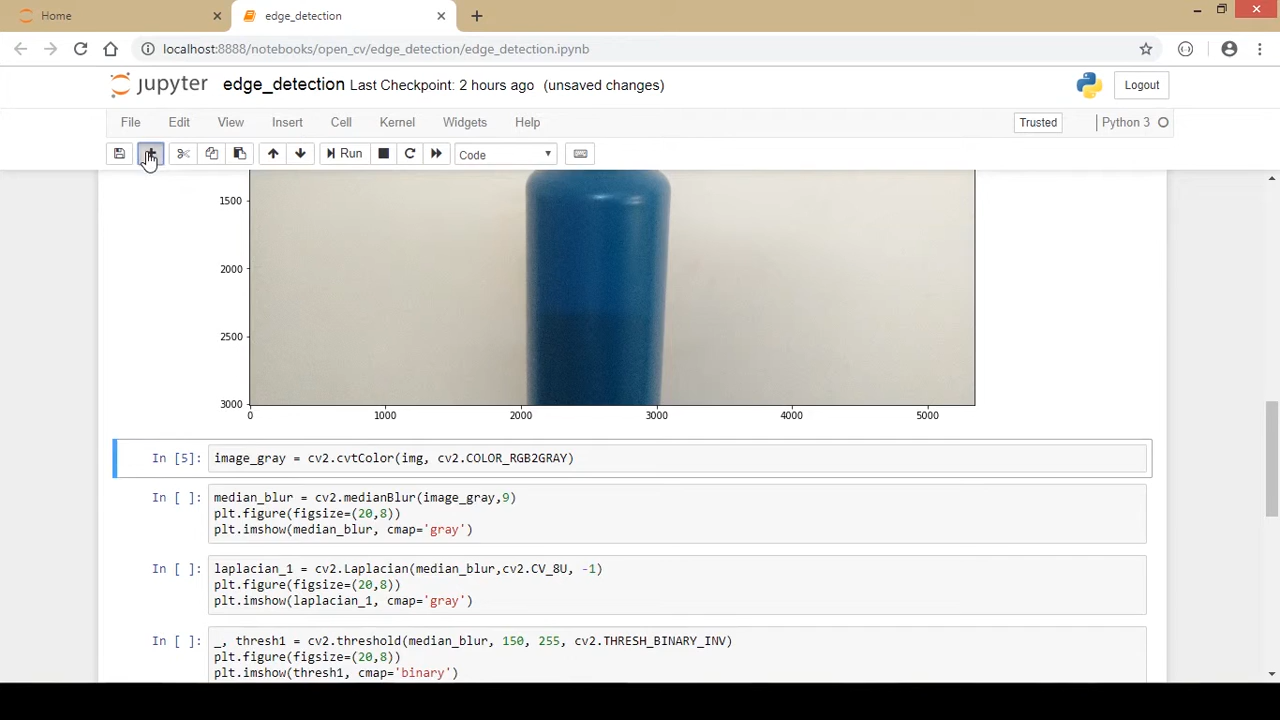 Home
edge_detection
localhost:8888/notebooks/open_cv/edge_detection/edge_detection.ipynb
jupyter edge_detection Last Checkpoint: 2 hours ago (unsaved changes)
Logout
File Edit View Insert Cell Kernel Widgets Help
Trusted
Python 3
Run
Code
1500
2000
2500
3000
0 1000 2000 3000 4000 5000
In [5]: image_gray = cv2.cvtColor(img, cv2.COLOR_RGB2GRAY)
In [ ]: median_blur = cv2.medianBlur(image_gray,9)
plt.figure(figsize=(20,8))
plt.imshow(median_blur, cmap='gray')
In [ ]: laplacian_1 = cv2.Laplacian(median_blur,cv2.CV_8U, -1)
plt.figure(figsize=(20,8))
plt.imshow(laplacian_1, cmap='gray')
In [ ]: _, thresh1 = cv2.threshold(median_blur, 150, 255, cv2.THRESH_BINARY_INV)
plt.figure(figsize=(20,8))
plt.imshow(thresh1, cmap='binary')